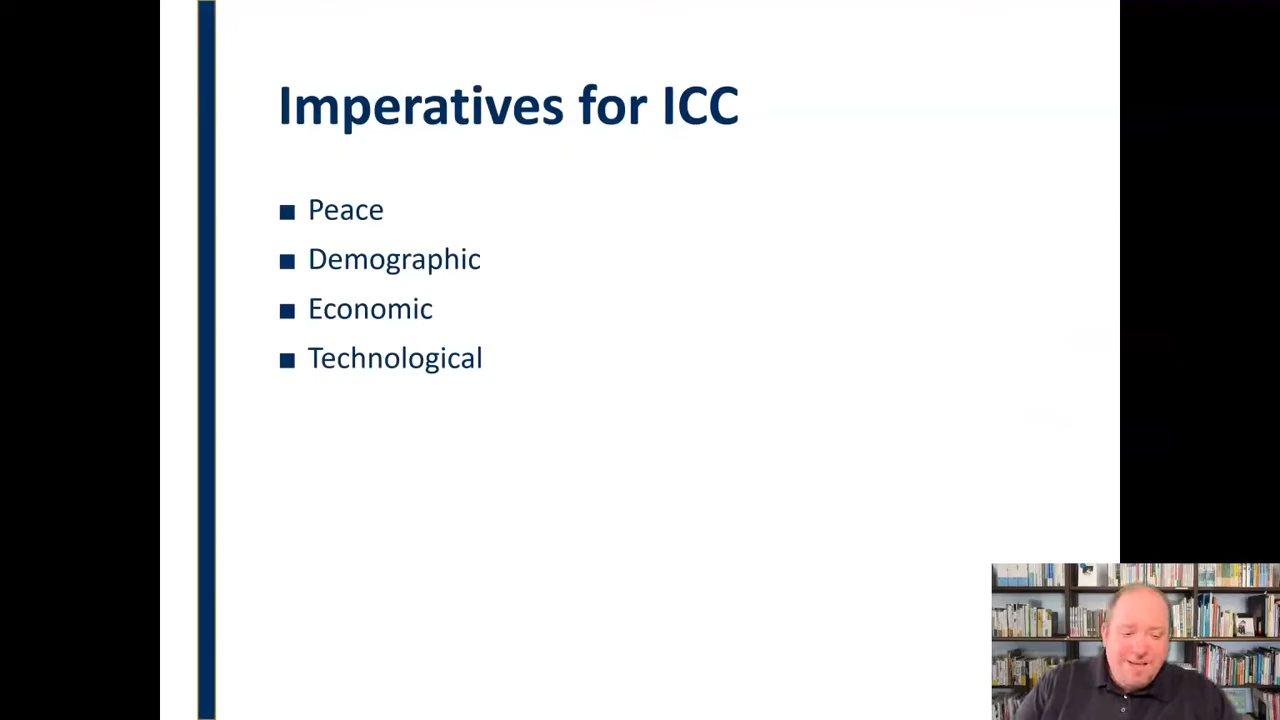 Imperatives for ICC
■ Peace
■ Demographic
■ Economic
■ Technological